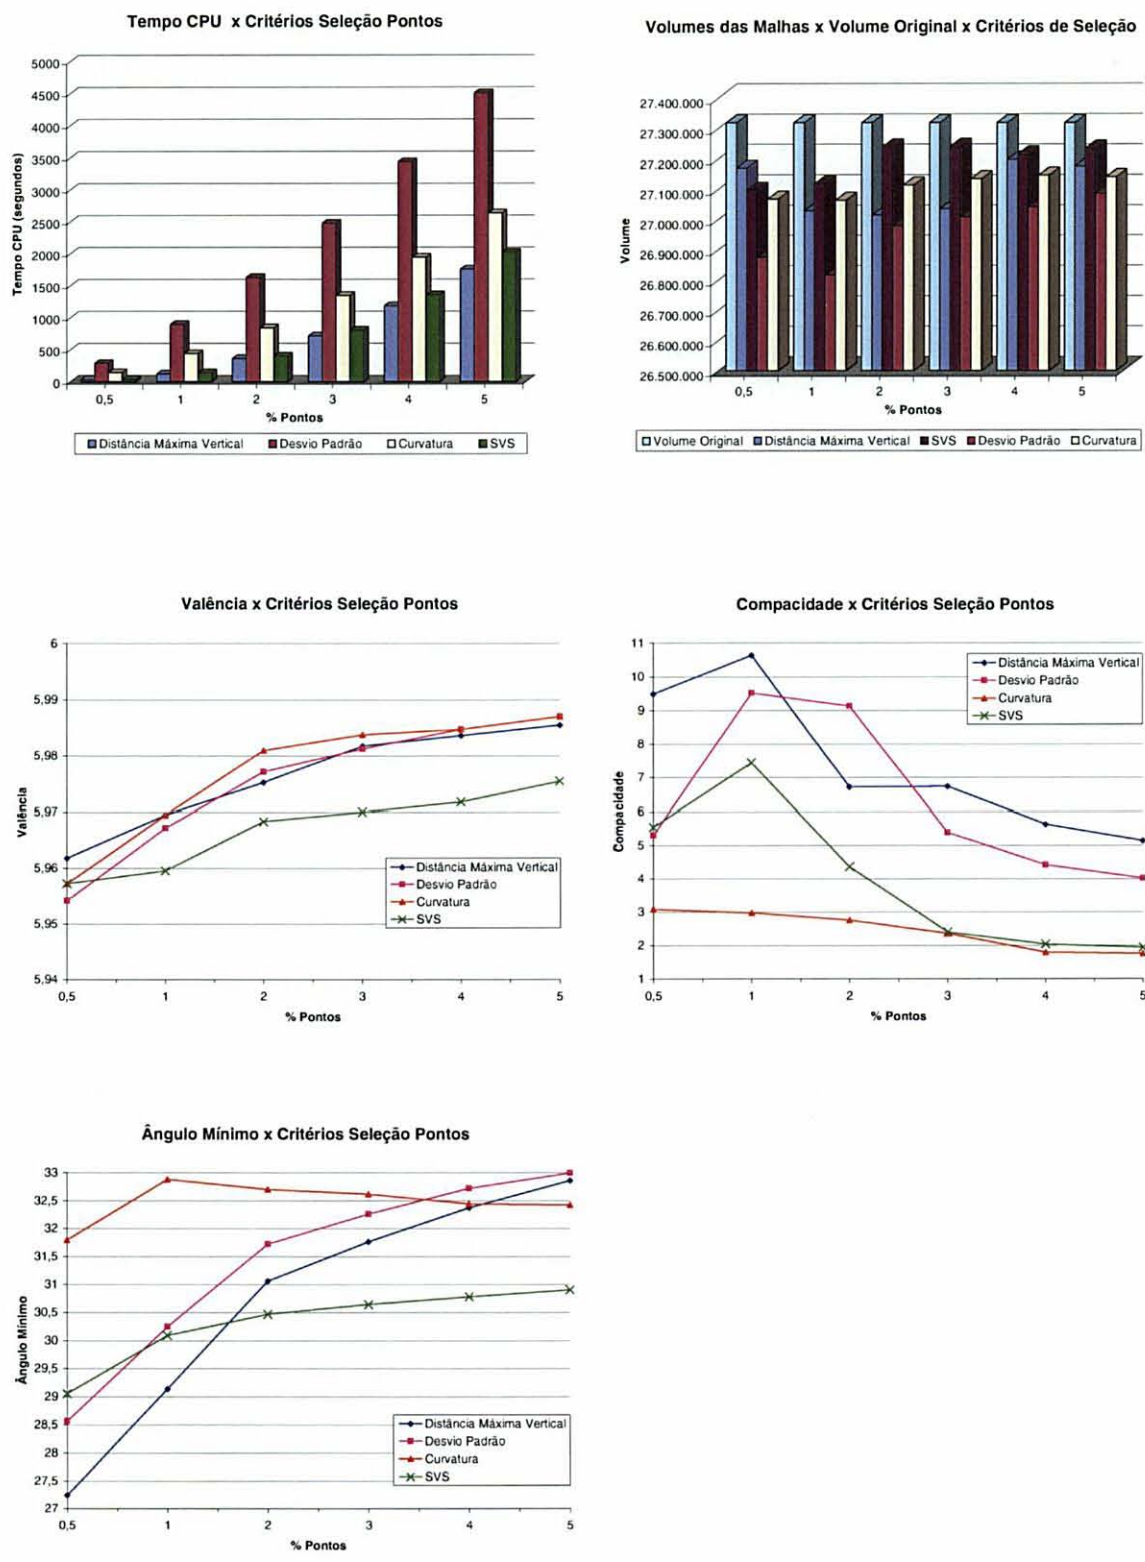 Tempo CPU x Critérios Seleção Pontos
5000
4500
4000
3500
3000
2500
2000
1500
1000
500
0
Tempo CPU (segundos)
0,5 1 2 3 4 5
% Pontos
Distância Máxima Vertical Desvio Padrão Curvatura SVS
Volumes das Malhas x Volume Original x Critérios de Seleção
27.400.000
27.300.000
27.200.000
27.100.000
27.000.000
26.900.000
26.800.000
26.700.000
26.600.000
26.500.000
Volume
0,5 1 2 3 4 5
% Pontos
Volume Original Distância Máxima Vertical SVS Desvio Padrão Curvatura
Valência x Critérios Seleção Pontos
6
5,99
5,98
5,97
5,96
5,95
5,94
Valência
Distância Máxima Vertical
Desvio Padrão
Curvatura
SVS
0,5 1 2 3 4 5
% Pontos
Compacidade x Critérios Seleção Pontos
11
10
9
8
7
6
5
4
3
2
1
Compacidade
Distância Máxima Vertical
Desvio Padrão
Curvatura
SVS
0,5 1 2 3 4 5
% Pontos
Ângulo Mínimo x Critérios Seleção Pontos
33
32,5
32
31,5
31
30,5
30
29,5
29
28,5
28
27,5
27
Ângulo Mínimo
Distância Máxima Vertical
Desvio Padrão
Curvatura
SVS
0,5 1 2 3 4 5
% Pontos